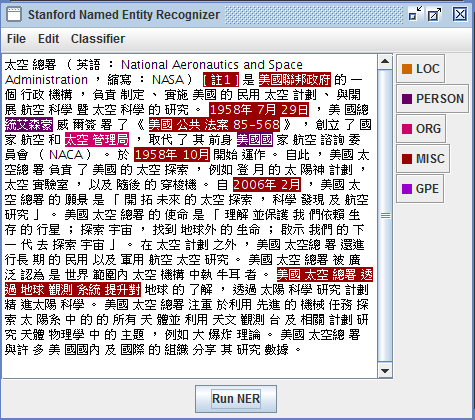 Stanford Named Entity Recognizer
File Edit Classifier
太空 總署 （ 英語 ： National Aeronautics and Space
Administration ， 縮寫 ： NASA ） [ 註1 ] 是 美國聯邦政府 的 一
個 行政 機構 ， 負責 制定 、 實施 美國 的 民用 太空 計劃 、 與開
展 航空 科學 暨 太空 科學 的 研究 。 1958年 7月 29日 ， 美國總
統艾森豪 威 爾簽 署 了 《 美國 公共 法案 85–568 》 ， 創立 了 國
家 航空 和 太空 管理局 ， 取代 了 其 前身 美國國 家 航空 諮詢 委
員會 （ NACA ） 。 於 1958年 10月 開始 運作 。 自此 ， 美國 太
空總 署 負責 了 美國 的 太空 探索 ， 例如 登 月 的 太 陽神 計劃 ，
太空 實驗室 ， 以及 隨後 的 穿梭機 。 自 2006年 2月 ， 美國 太
空總署 的 願景 是 「 開 拓 未來 的 太空 探索 ， 科學 發現 及 航空
研究 」 。 美國 太空 總署 的 使命 是 「 理解 並保護 我 們依賴 生
存 的 行星 ； 探索 宇宙 ， 找到 地球外 的 生命 ； 啟示 我們 的 下
一 代 去 探索 宇宙 」 。 在 太空 計劃 之外 ， 美國 太空總 署 還進
行長 期 的 民用 以及 軍用 航空 太空 研究 。 美國 太空總 署 被 廣
泛 認為 是 世界 範圍內 太空 機構 中執 牛耳 者 。 美國 太空 總署 透
過 地球 觀測 系統 提升對 地球 的 了解 ， 透過 太陽 科學 研究 計劃
精 進太陽 科學 。 美國 太空 總署 注重 於利用 先進 的 機械 任務 探
索 太 陽系 中 的 的 所有 天 體並 利用 天文 觀測 台 及 相關 計劃 研
究 天體 物理學 中 的 主題 ， 例如 大 爆炸 理論 。 美國 太空總 署
與許 多 美 國國內 及 國際 的 組織 分享 其 研究 數據 。
LOC
PERSON
ORG
MISC
GPE
Run NER